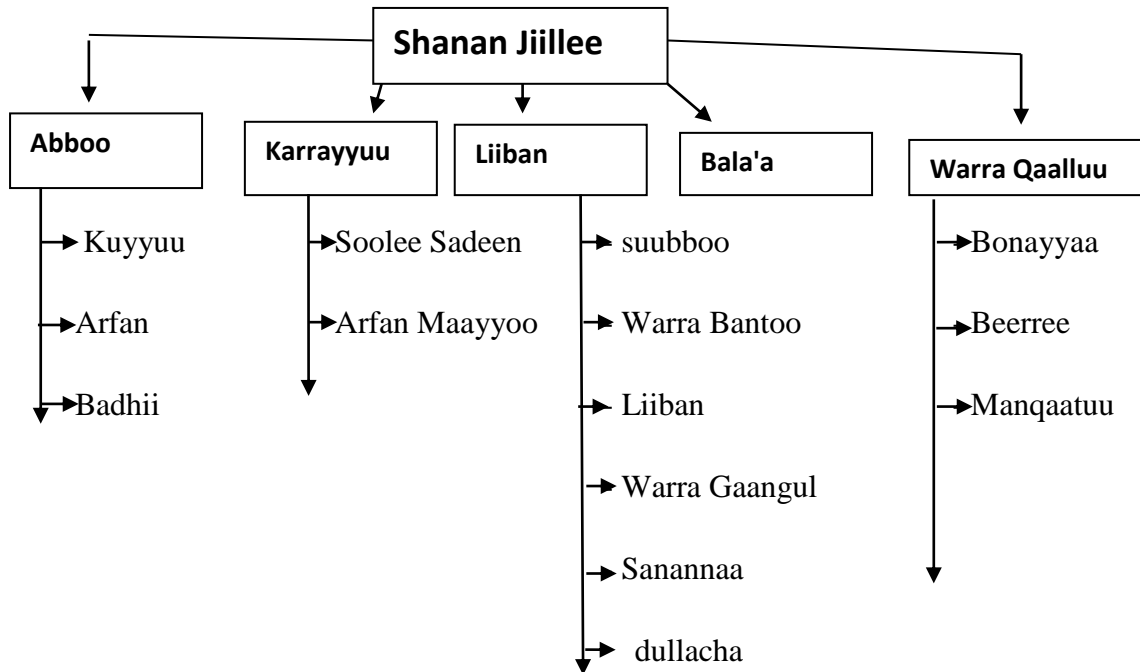 Shanan Jiillee
Abboo
Kuyyuu
Arfan
Badhii
Karrayyuu
Soolee Sadeen
Arfan Maayyoo
Liiban
suubboo
Warra Bantoo
Liiban
Warra Gaangul
Sanannaa
dullacha
Bala'a
Warra Qaalluu
Bonayyaa
Beerree
Manqaatuu